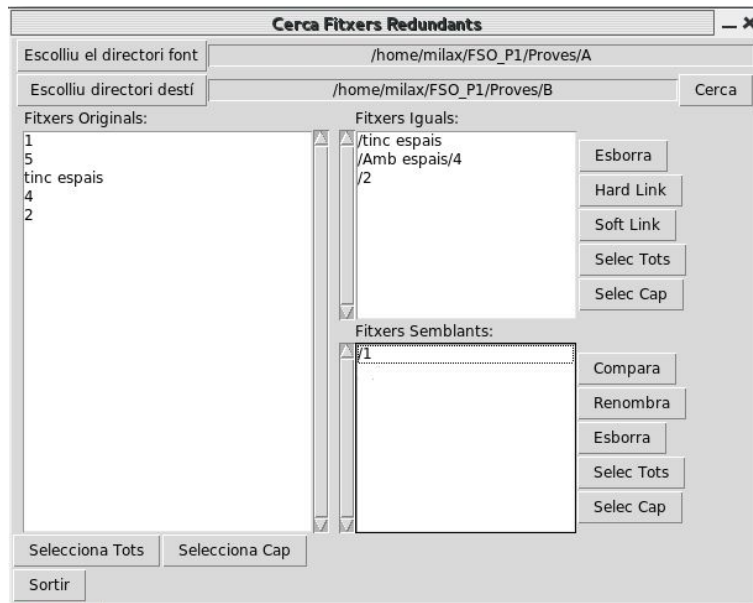 Cerca Fitxers Redundants
Escolliu el directori font /home/milax/FSO_P1/Proves/A
Escolliu directori destí /home/milax/FSO_P1/Proves/B Cerca
Fitxers Originals:
1
5
tinc espais
4
2
Selecciona Tots Selecciona Cap
Sortir
Fitxers Iguals:
/tinc espais
/Amb espais/4
/2
Esborra
Hard Link
Soft Link
Selec Tots
Selec Cap
Fitxers Semblants:
/1
Compara
Renombra
Esborra
Selec Tots
Selec Cap